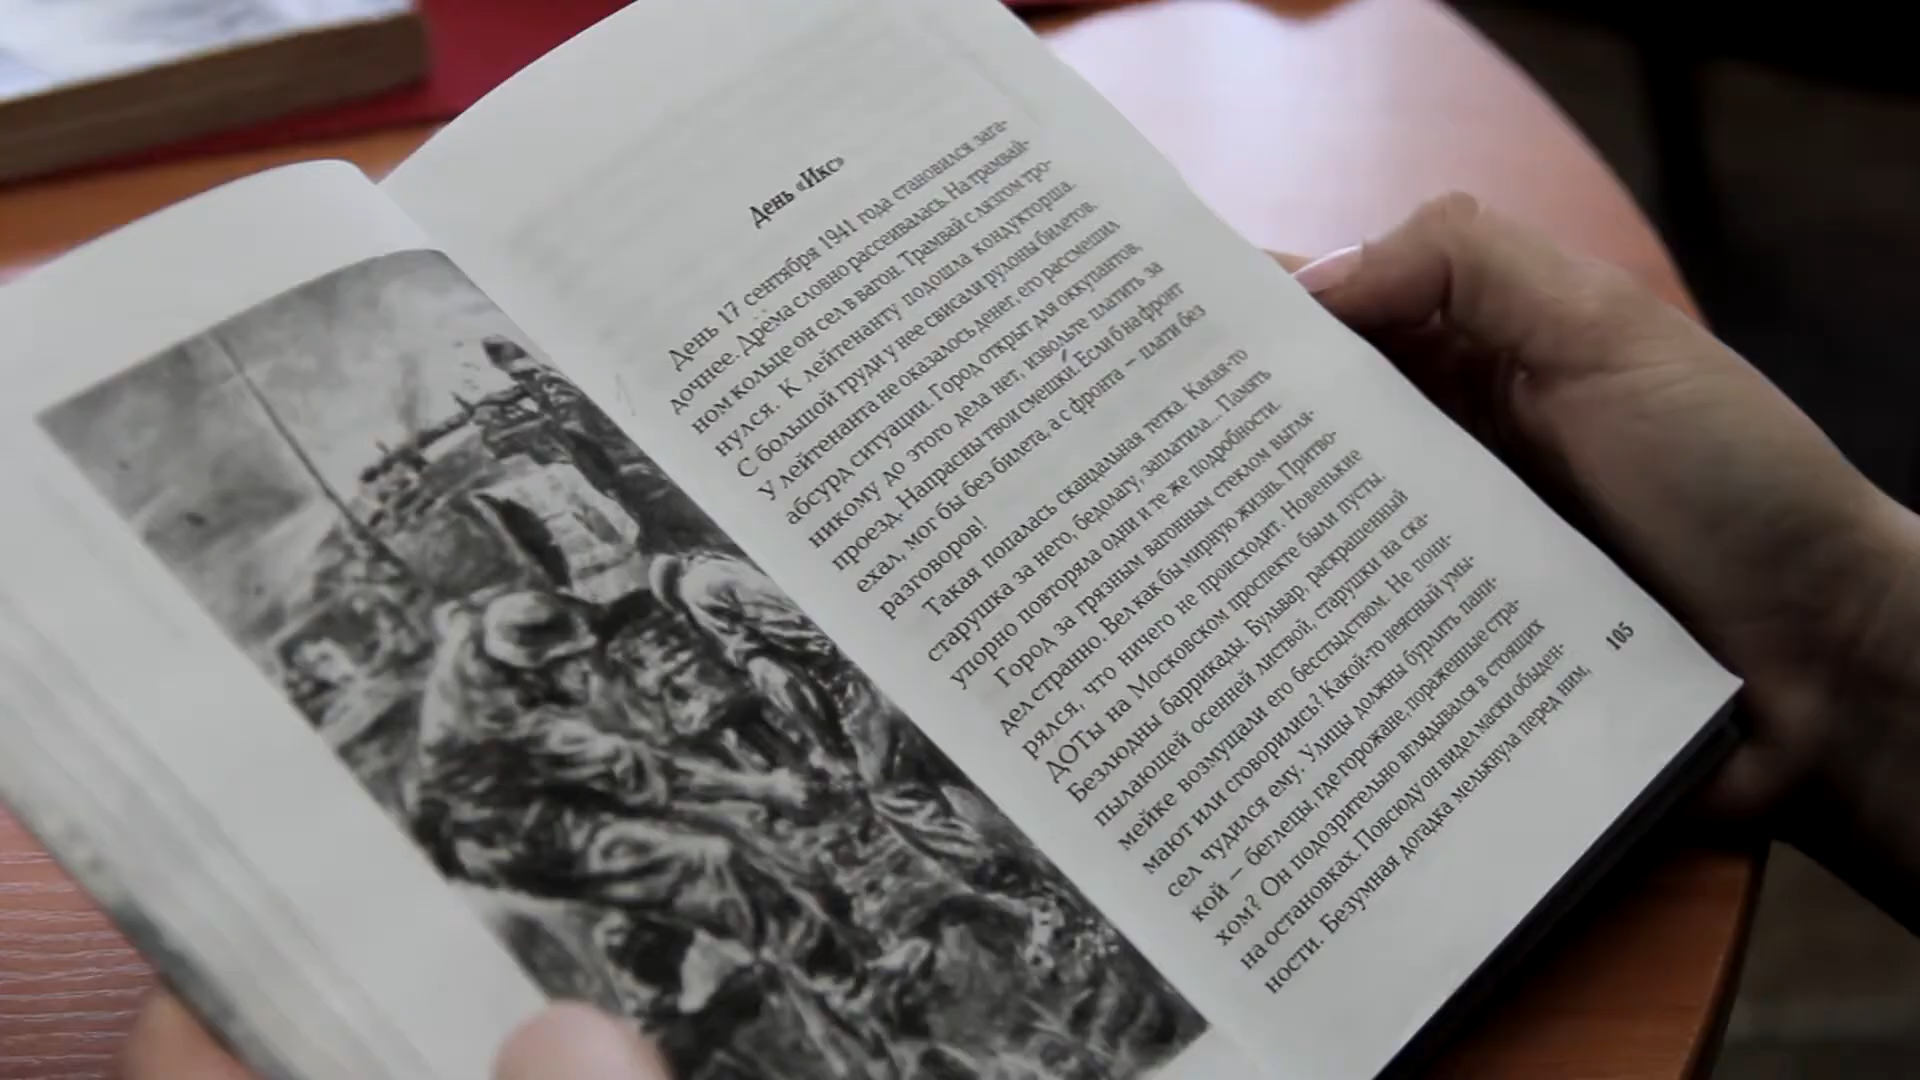 День «Икс»
День 17 сентября 1941 года становился зага-
дочнее. Дрёма словно рассеивалась. На трамвай-
ном кольце он сел в вагон. Трамвай с лязгом тро-
нулся. К лейтенанту подошла кондукторша.
С большой груди у нее свисали рулоны билетов.
У лейтенанта не оказалось денег, его рассмешил
абсурд ситуации. Город открыт для оккупантов,
никому до этого дела нет, извольте платить за
проезд. Напрасны твои смешки. Если б на фронт
ехал, мог бы без билета, а с фронта — плати без
разговоров!
Такая попалась скандальная тетка. Какая-то
старушка за него, бедолагу, заплатила... Память
упорно повторяла одни и те же подробности.
Город за грязным вагонным стеклом выгля-
дел странно. Вел как бы мирную жизнь. Притво-
рялся, что ничего не происходит. Новенькие
ДОТы на Московском проспекте были пусты.
Безлюдны баррикады. Бульвар, раскрашенный
пылающей осенней листвой, старушки на ска-
мейке возмущали его бесстыдством. Не пони-
мают или сговорились? Какой-то неясный умы-
сел чудился ему. Улицы должны бурлить пани-
кой — беглецы, где горожане, пораженные стра-
хом? Он подозрительно вглядывался в стоящих
на остановках. Повсюду он видел маски обыден-
ности. Безумная догадка мелькнула перед ним,
105